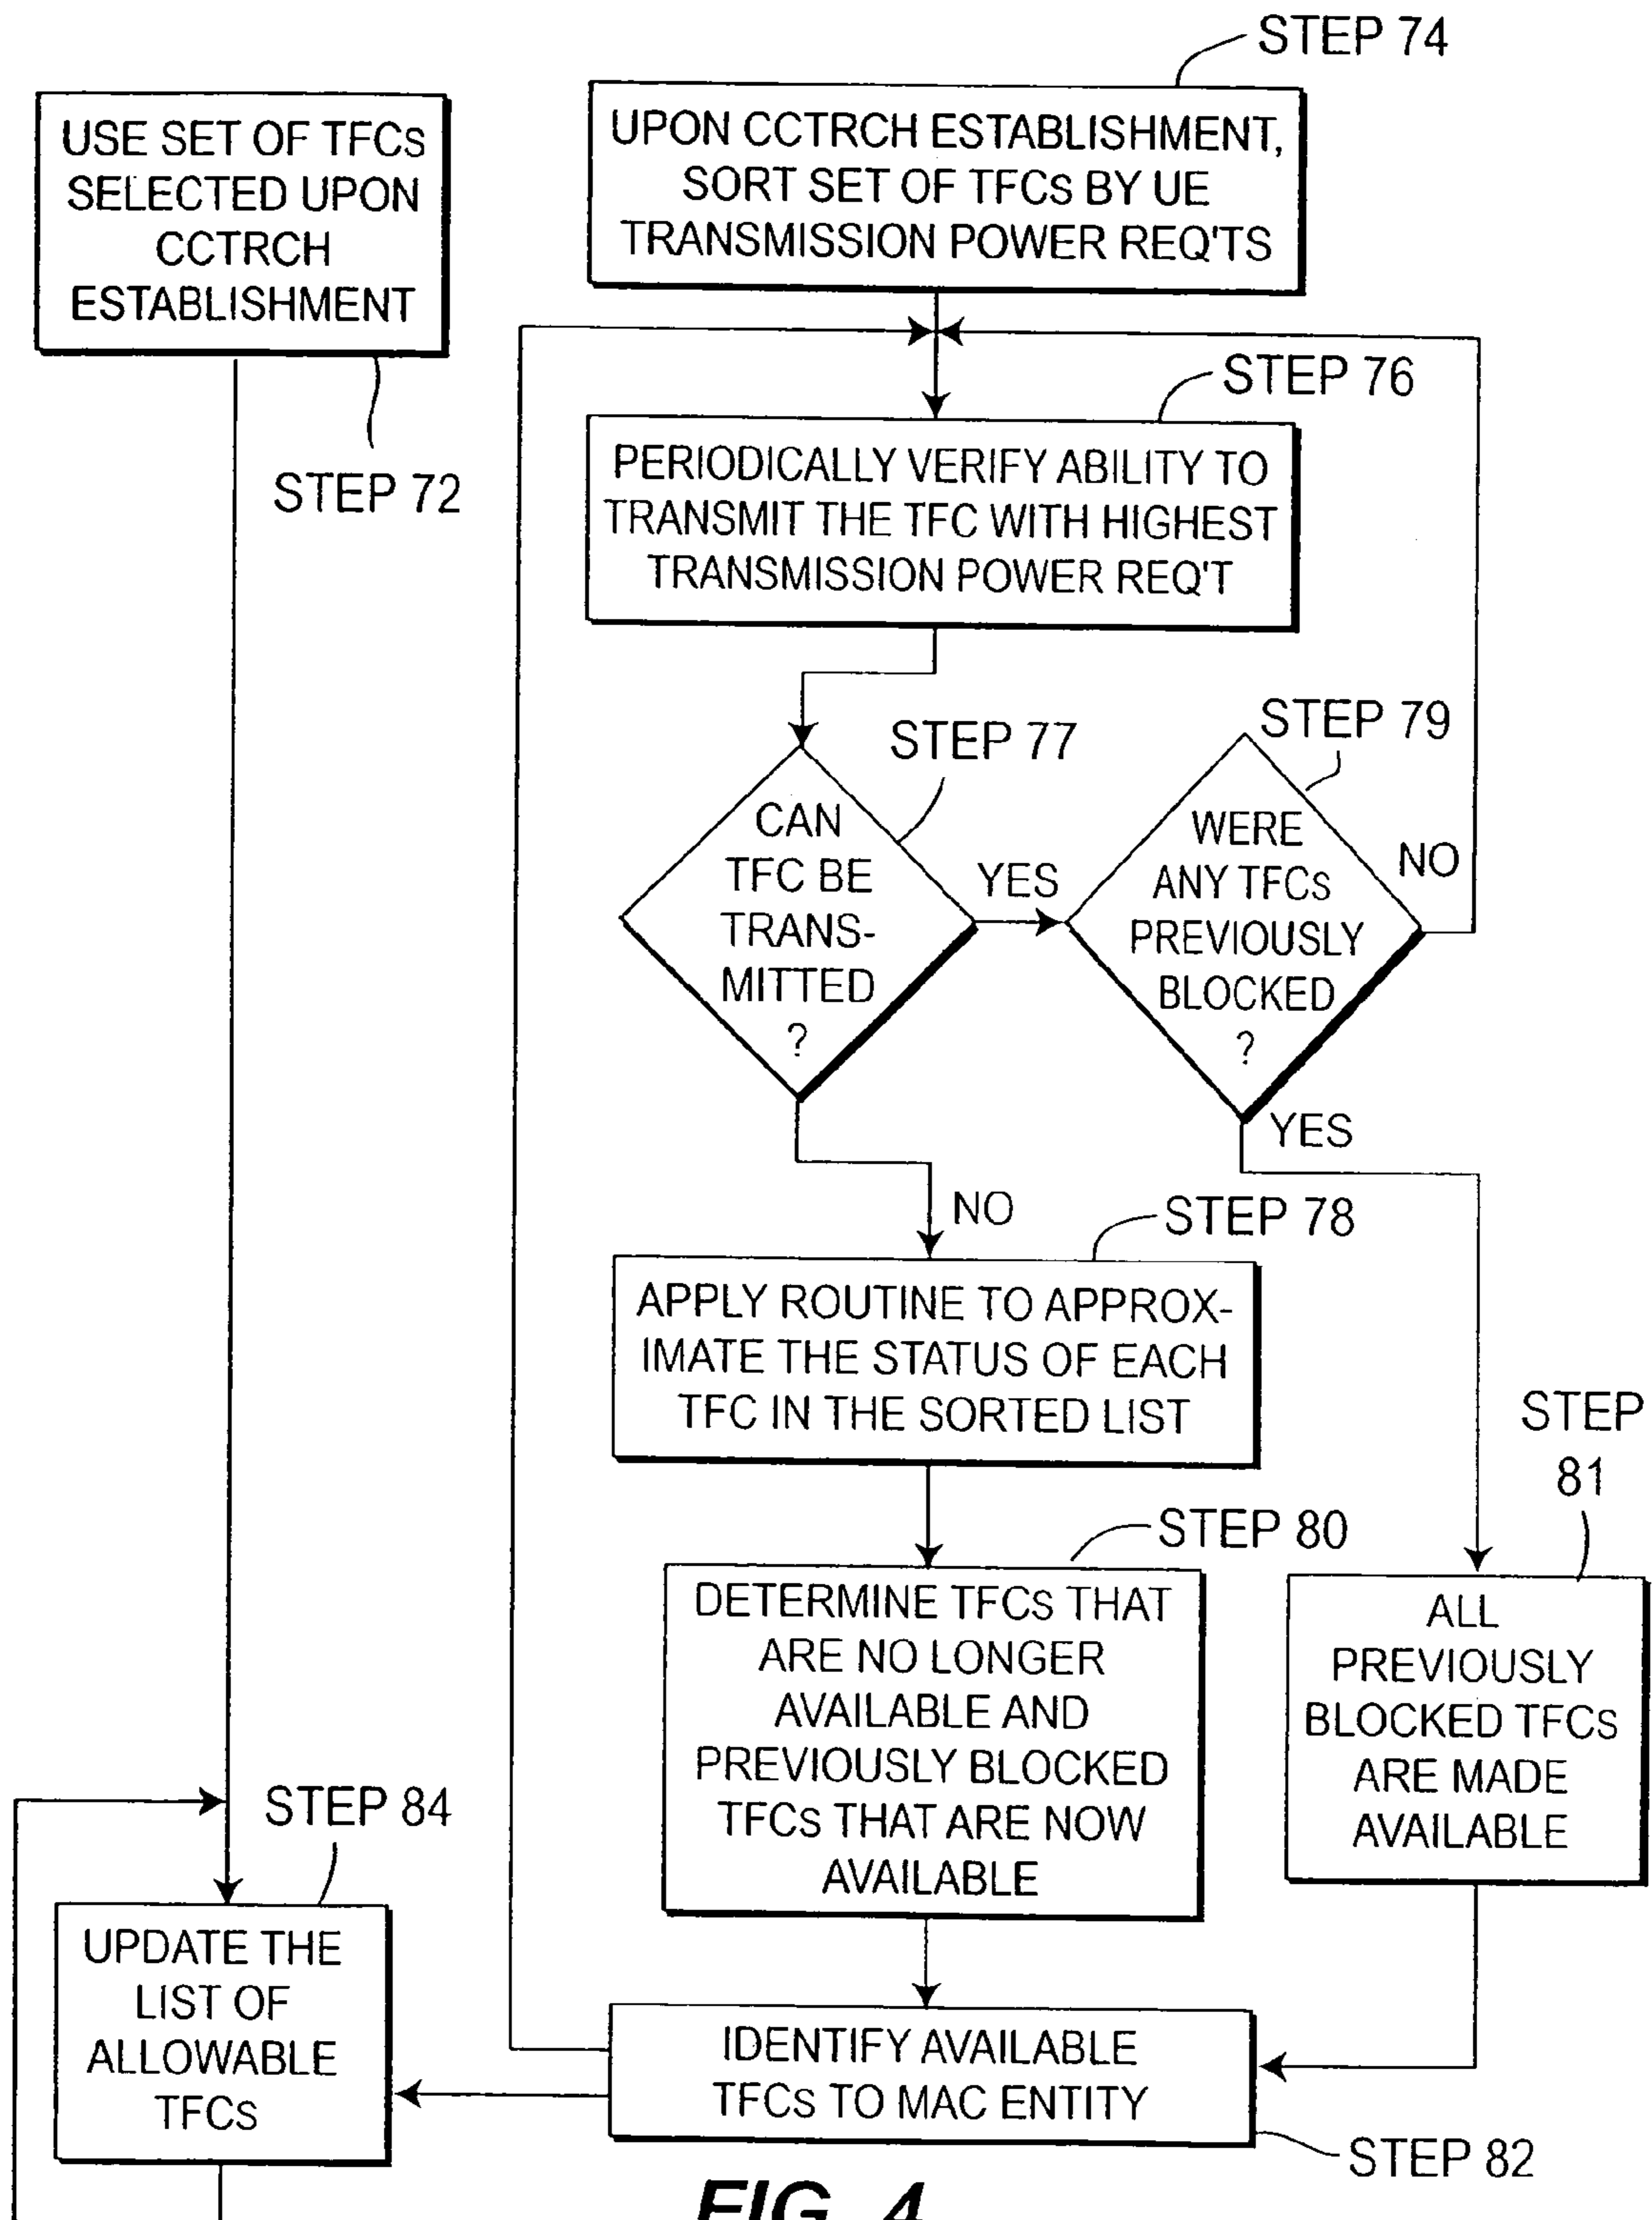 STEP 74
USE SET OF TFCs
SELECTED UPON
CCTRCH
ESTABLISHMENT
STEP 72
UPON CCTRCH ESTABLISHMENT,
SORT SET OF TFCs BY UE
TRANSMISSION POWER REQ'TS
STEP 76
PERIODICALLY VERIFY ABILITY TO
TRANSMIT THE TFC WITH HIGHEST
TRANSMISSION POWER REQ'T
STEP 77
CAN
TFC BE
TRANS-
MITTED
?
YES
STEP 79
WERE
ANY TFCs
PREVIOUSLY
BLOCKED
?
NO
YES
NO
STEP 78
APPLY ROUTINE TO APPROX-
IMATE THE STATUS OF EACH
TFC IN THE SORTED LIST
STEP
81
STEP 80
DETERMINE TFCs THAT
ARE NO LONGER
AVAILABLE AND
PREVIOUSLY BLOCKED
TFCs THAT ARE NOW
AVAILABLE
ALL
PREVIOUSLY
BLOCKED TFCs
ARE MADE
AVAILABLE
STEP 84
UPDATE THE
LIST OF
ALLOWABLE
TFCs
IDENTIFY AVAILABLE
TFCs TO MAC ENTITY
STEP 82
FIG. 4